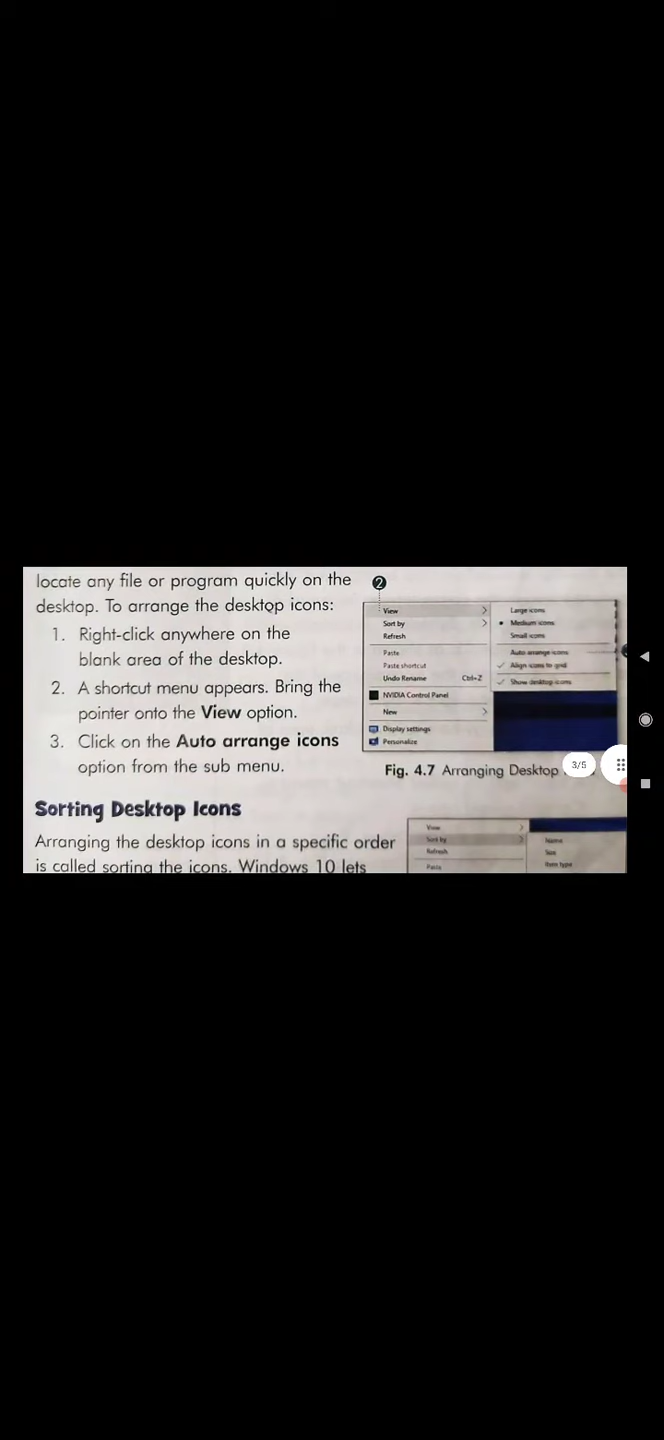 locate any file or program quickly on the
desktop. To arrange the desktop icons:
1. Right-click anywhere on the
blank area of the desktop.
2. A shortcut menu appears. Bring the
pointer onto the View option.
3. Click on the Auto arrange icons
option from the sub menu.
2
View
Sort by
Refresh
Paste
Paste shortcut
Undo Rename Ctrl+Z
NVIDIA Control Panel
New
Display settings
Personalize
Large icons
Medium icons
Small icons
Auto arrange icons
Align icons to grid
Show desktop icons
Fig. 4.7 Arranging Desktop
3/5
Sorting Desktop Icons
Arranging the desktop icons in a specific order
is called sorting the icons. Windows 10 lets
View
Sort by
Refresh
Paste
Name
Size
Item type